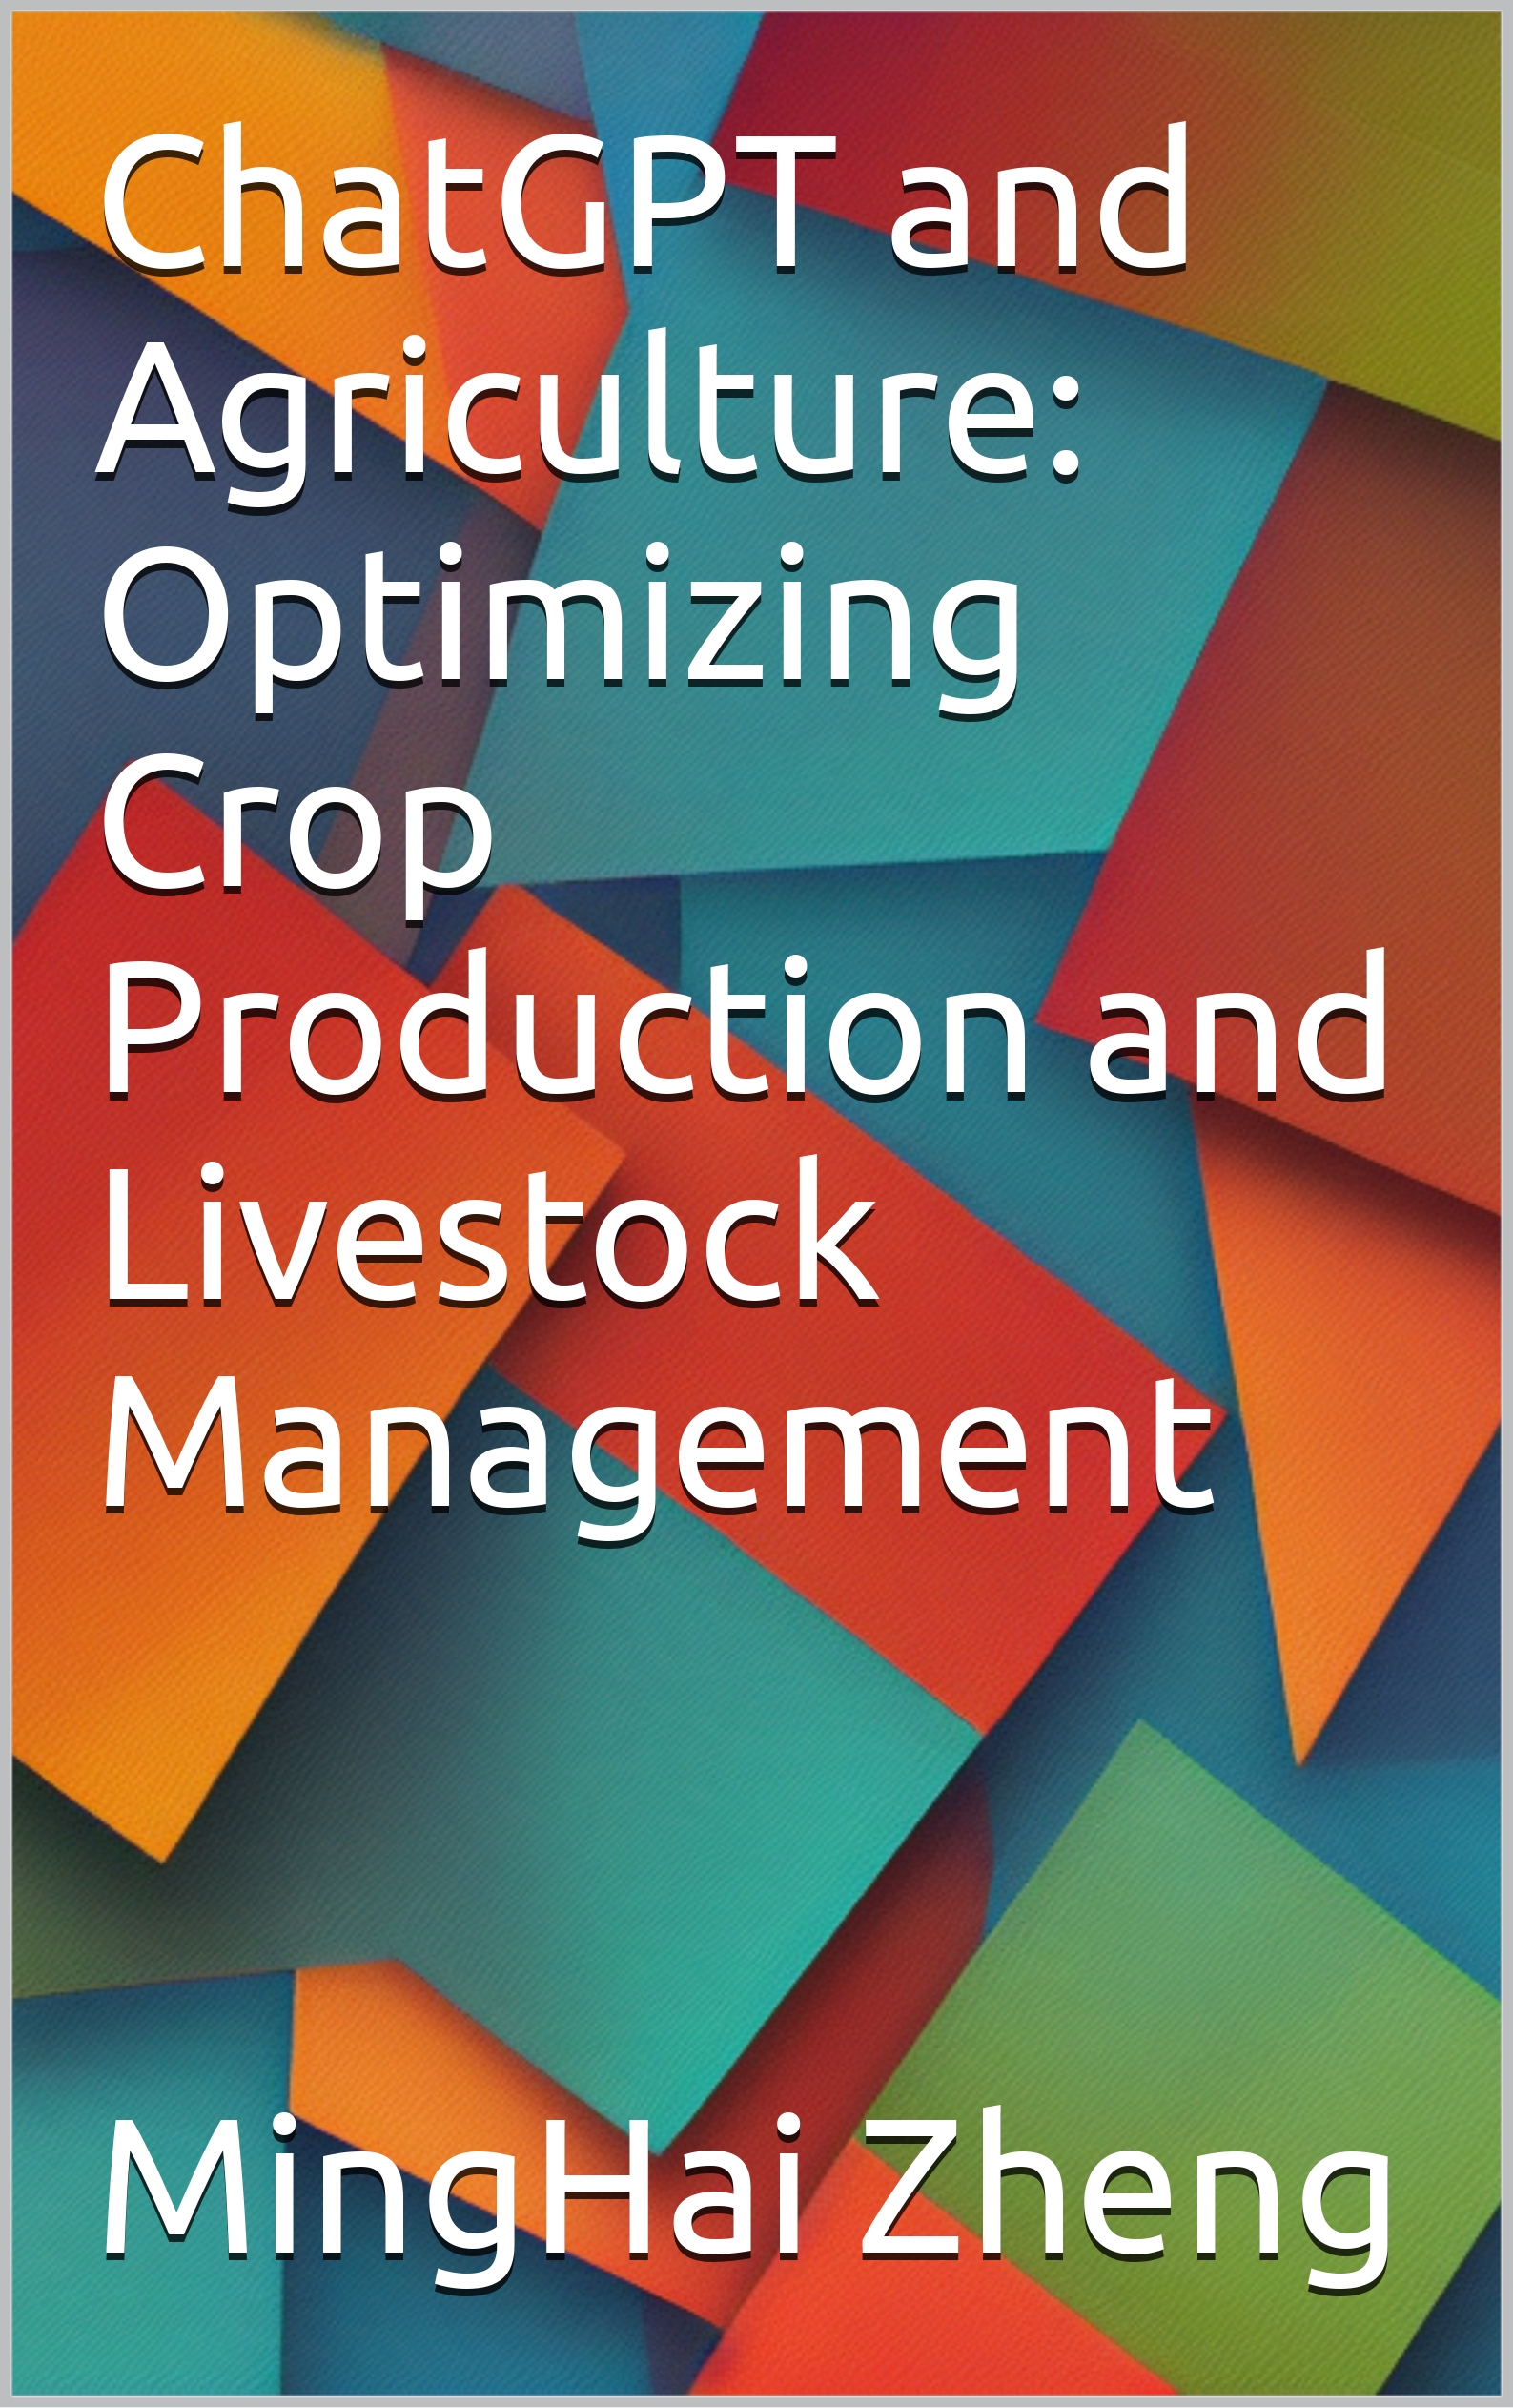 ChatGPT and
Agriculture:
Optimizing
Crop
Production and
Livestock
Management
MingHai Zheng